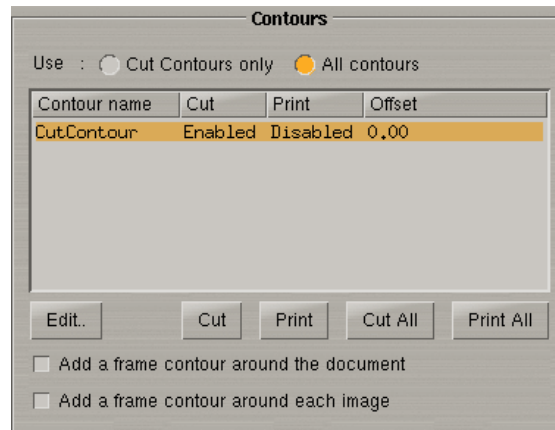 Contours
Use : Cut Contours only All contours
Contour name Cut Print Offset
CutContour Enabled Disabled 0.00
Edit.. Cut Print Cut All Print All
Add a frame contour around the document
Add a frame contour around each image